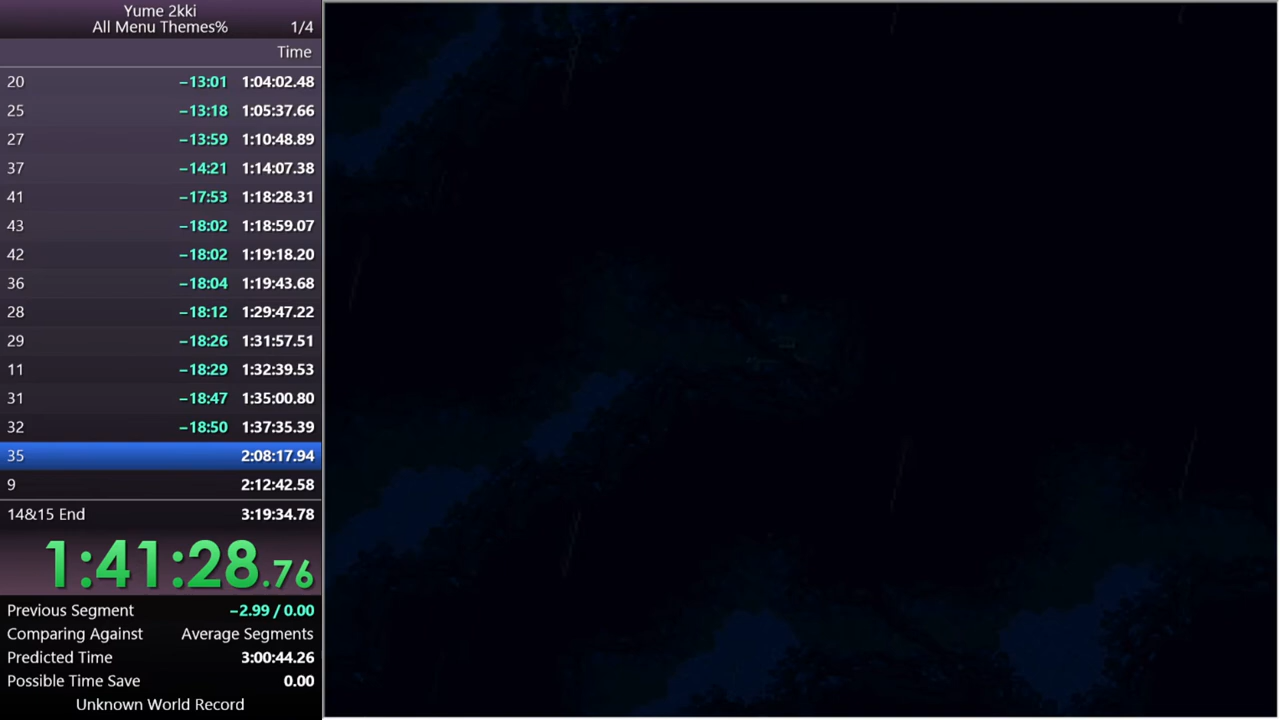 Yume 2kki
All Menu Themes% 1/4
Time
20 −13:01 1:04:02.48
25 −13:18 1:05:37.66
27 −13:59 1:10:48.89
37 −14:21 1:14:07.38
41 −17:53 1:18:28.31
43 −18:02 1:18:59.07
42 −18:02 1:19:18.20
36 −18:04 1:19:43.68
28 −18:12 1:29:47.22
29 −18:26 1:31:57.51
11 −18:29 1:32:39.53
31 −18:47 1:35:00.80
32 −18:50 1:37:35.39
35 2:08:17.94
9 2:12:42.58
14&15 End 3:19:34.78
1:41:28.76
Previous Segment −2.99 / 0.00
Comparing Against Average Segments
Predicted Time 3:00:44.26
Possible Time Save 0.00
Unknown World Record